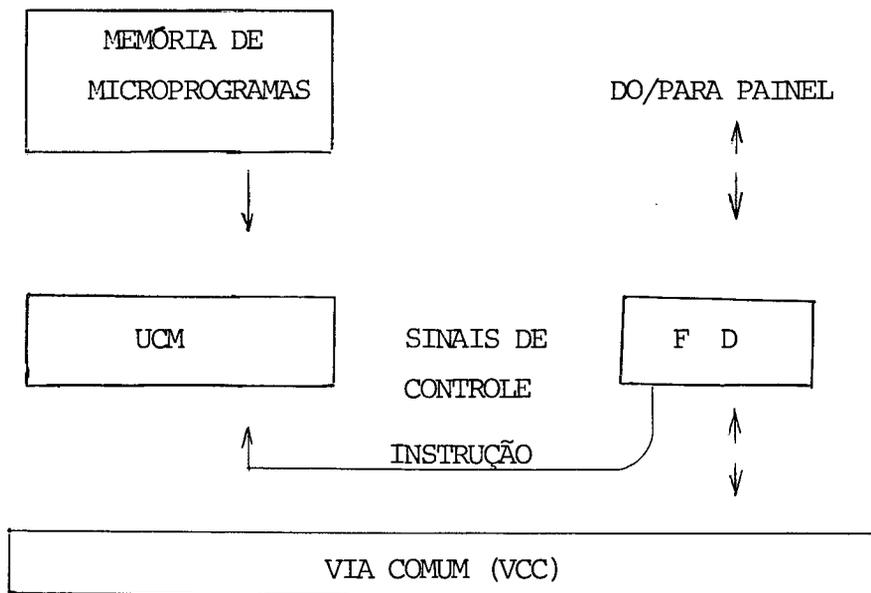 MEMÓRIA DE
MICROPROGRAMAS
DO/PARA PAINEL
UCM
SINAIS DE
CONTROLE
F D
INSTRUÇÃO
VIA COMUM (VCC)